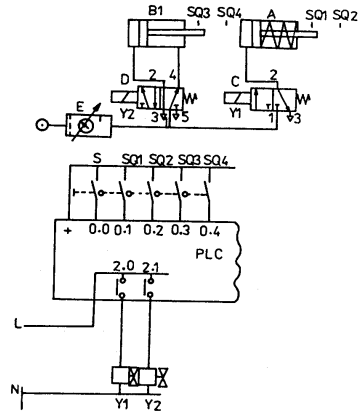 B1 SQ3 SQ4 A SQ1 SQ2
D 2 4 C 2
E Y2 3 5 Y1 1 3
S SQ1 SQ2 SQ3 SQ4
+ 0.0 0.1 0.2 0.3 0.4
PLC
2.0 2.1
L
N
Y1 Y2